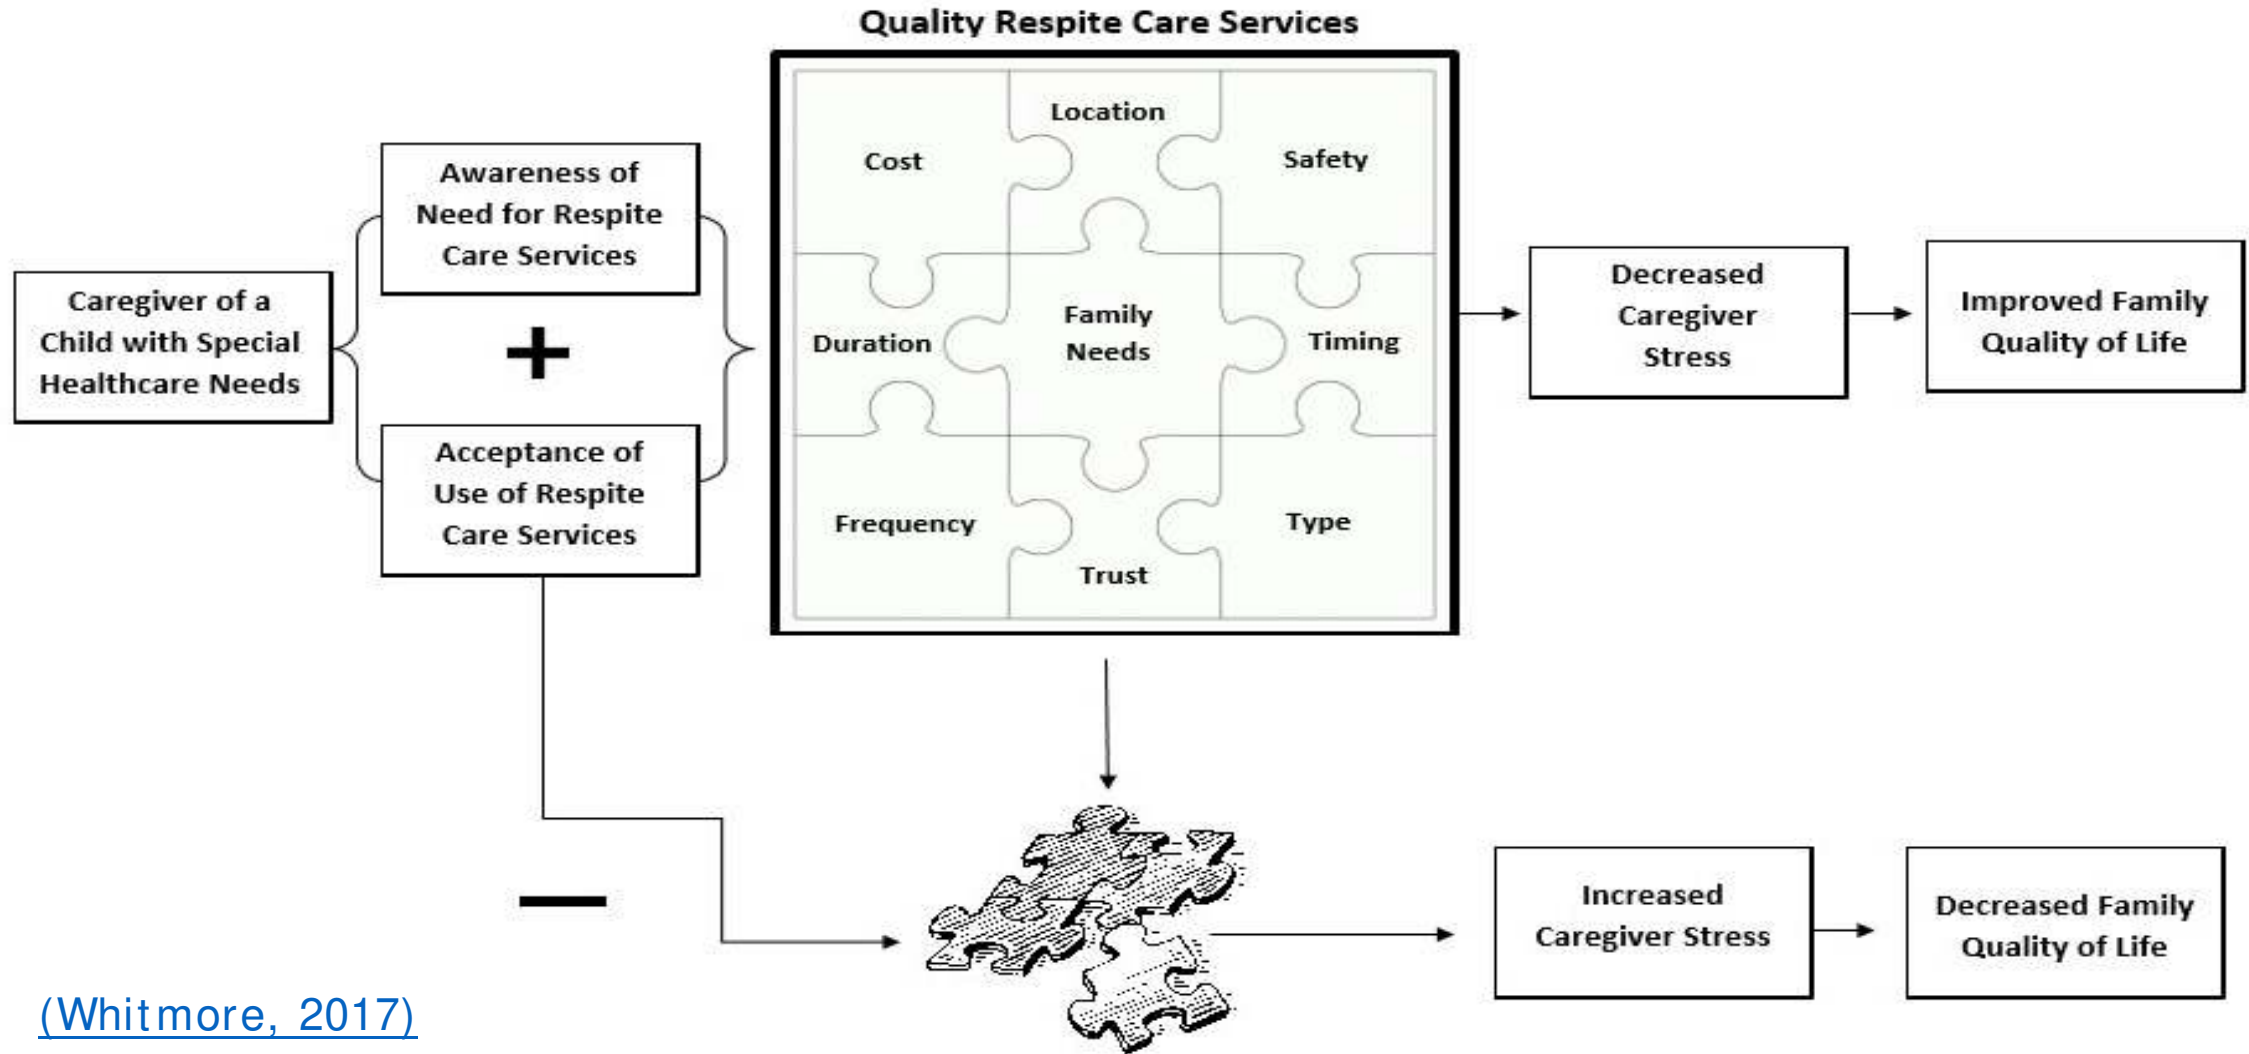 Quality Respite Care Services
Caregiver of a
Child with Special
Healthcare Needs
Awareness of
Need for Respite
Care Services
+
Acceptance of
Use of Respite
Care Services
Cost
Location
Safety
Duration
Family
Needs
Timing
Frequency
Trust
Type
Decreased
Caregiver
Stress
Improved Family
Quality of Life
—
Increased
Caregiver Stress
Decreased Family
Quality of Life
(Whitmore, 2017)